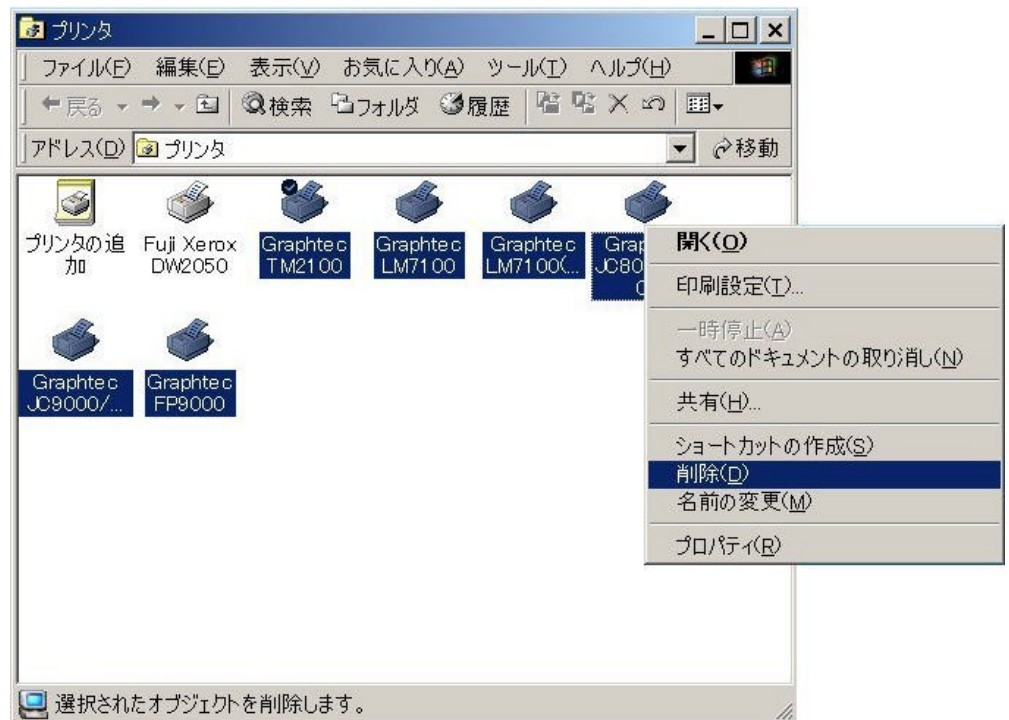 プリンタ
ファイル(F) 編集(E) 表示(V) お気に入り(A) ツール(T) ヘルプ(H)
戻る 検索 フォルダ 履歴
アドレス(D) プリンタ 移動
プリンタの追
加
Fuji Xerox
DW2050
Graphtec
TM2100
Graphtec
LM7100
Graphtec
LM7100(...
JC80
Graphtec
JC9000/...
Graphtec
FP9000
開く(O)
印刷設定(T)...
一時停止(A)
すべてのドキュメントの取り消し(N)
共有(H)...
ショートカットの作成(S)
削除(D)
名前の変更(M)
プロパティ(R)
選択されたオブジェクトを削除します。